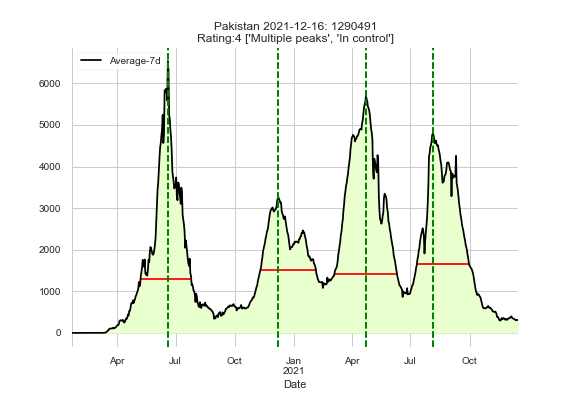 Pakistan 2021-12-16: 1290491
Rating:4 ['Multiple peaks', 'In control']
Average-7d
6000
5000
4000
3000
2000
1000
0
Apr Jul Oct Jan Apr Jul Oct
2021
Date